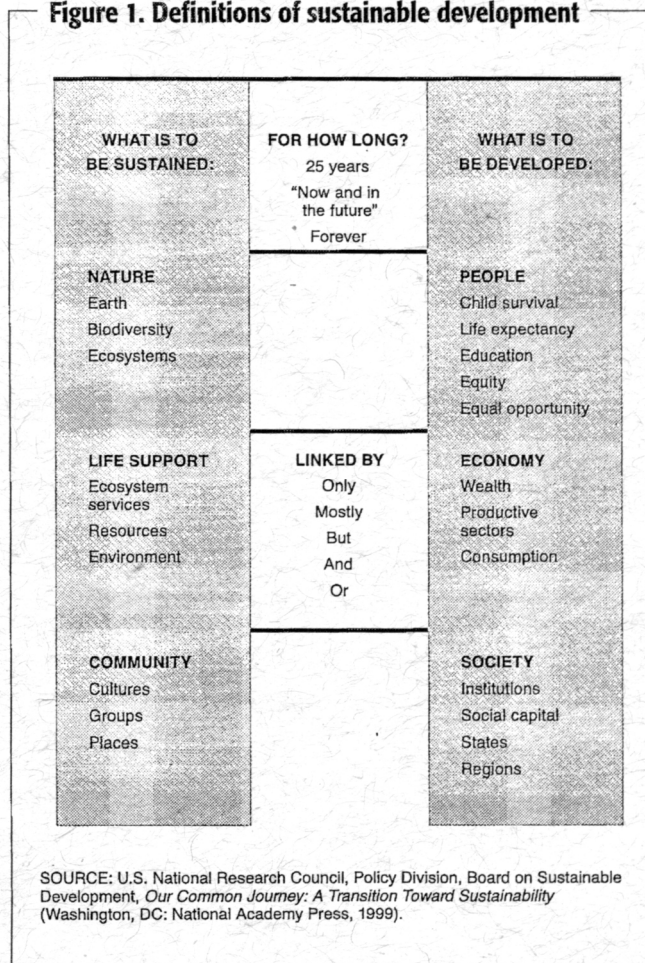 Figure 1. Definitions of sustainable development
WHAT IS TO
BE SUSTAINED:
FOR HOW LONG?
25 years
“Now and in
the future”
Forever
WHAT IS TO
BE DEVELOPED:
NATURE
Earth
Biodiversity
Ecosystems
PEOPLE
Child survival
Life expectancy
Education
Equity
Equal opportunity
LIFE SUPPORT
Ecosystem
services
Resources
Environment
LINKED BY
Only
Mostly
But
And
Or
ECONOMY
Wealth
Productive
sectors
Consumption
COMMUNITY
Cultures
Groups
Places
SOCIETY
Institutions
Social capital
States
Regions
SOURCE: U.S. National Research Council, Policy Division, Board on Sustainable
Development, Our Common Journey: A Transition Toward Sustainability
(Washington, DC: National Academy Press, 1999).